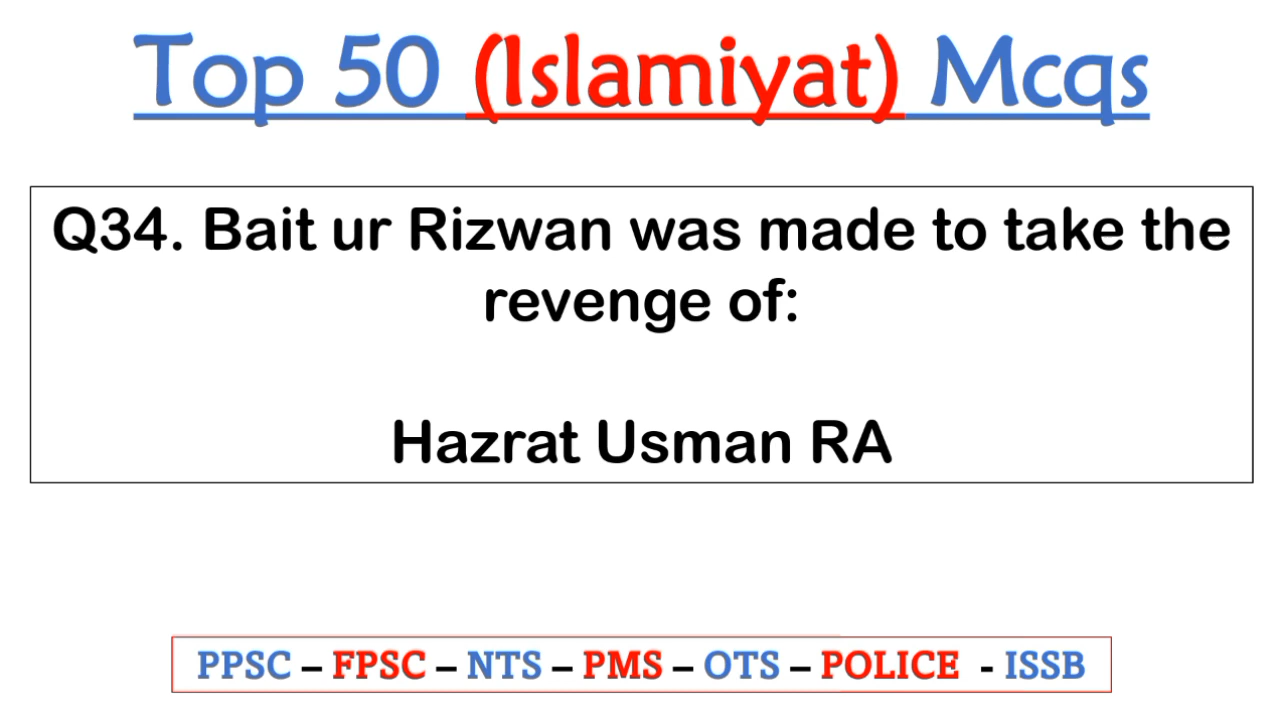 Top 50 (Islamiyat) Mcqs
Q34. Bait ur Rizwan was made to take the
revenge of:
Hazrat Usman RA
PPSC – FPSC – NTS – PMS – OTS – POLICE - ISSB